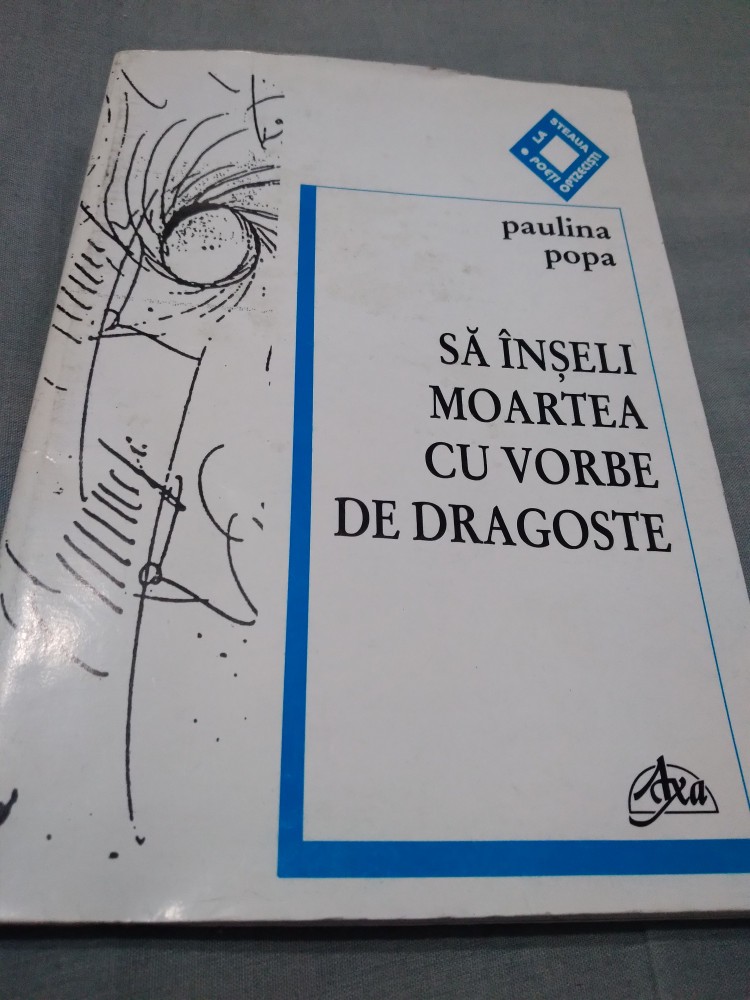 LA STEAUA
POEȚI OPTZECIȘTI
paulina
popa
SĂ ÎNȘELI
MOARTEA
CU VORBE
DE DRAGOSTE
Axa